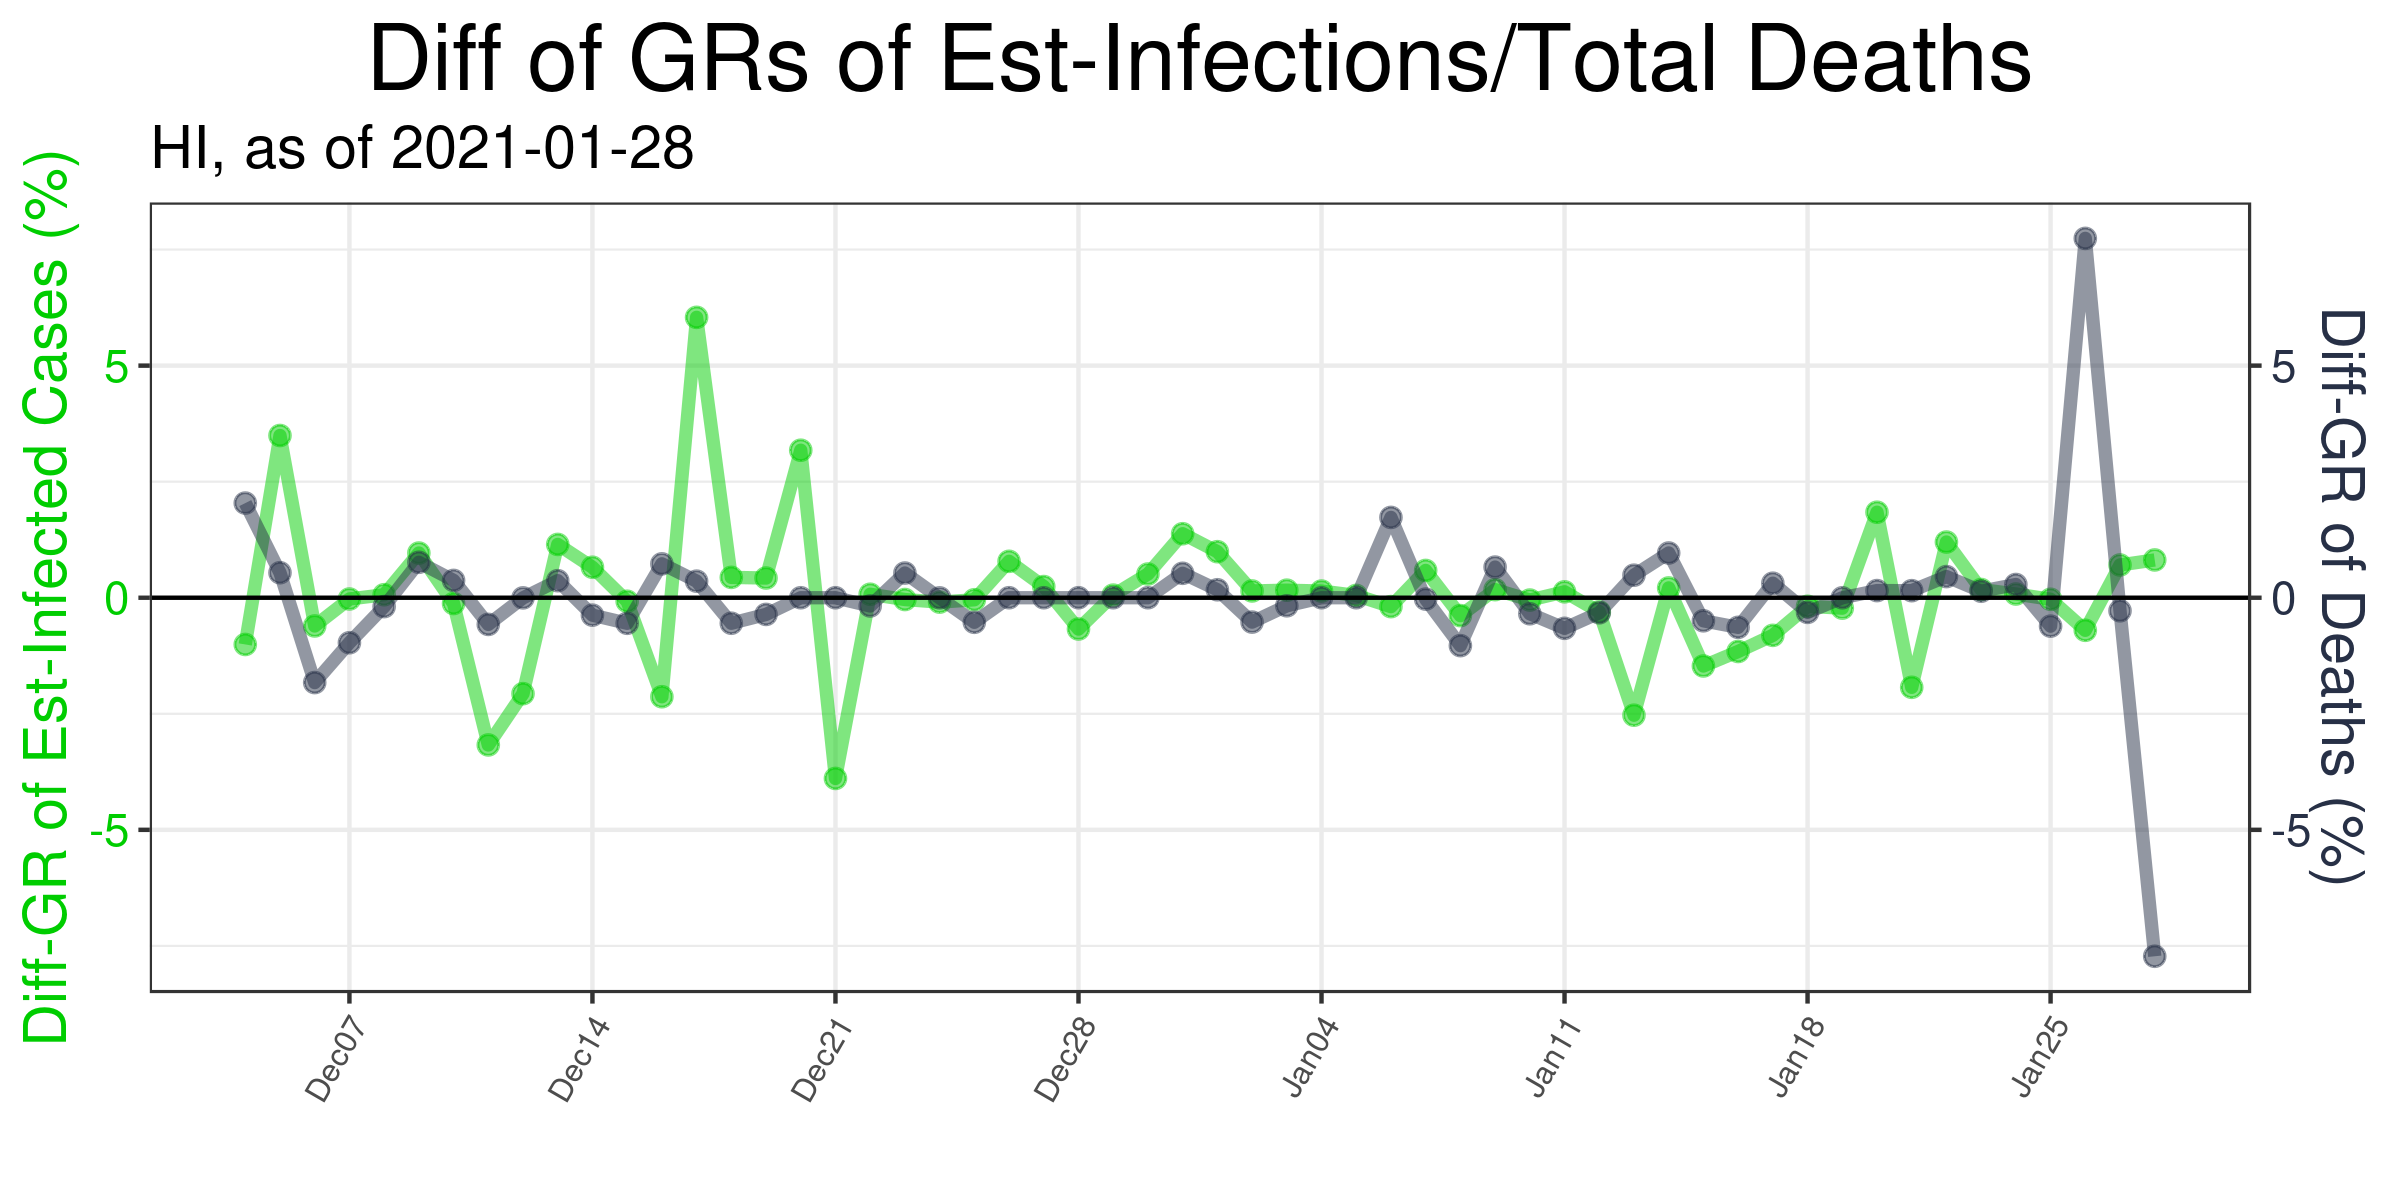 Diff of GRs of Est-Infections/Total Deaths
HI, as of 2021-01-28
Diff-GR of Est-Infected Cases (%)
5
0
-5
5
0
-5
Diff-GR of Deaths (%)
Dec07
Dec14
Dec21
Dec28
Jan04
Jan11
Jan18
Jan25